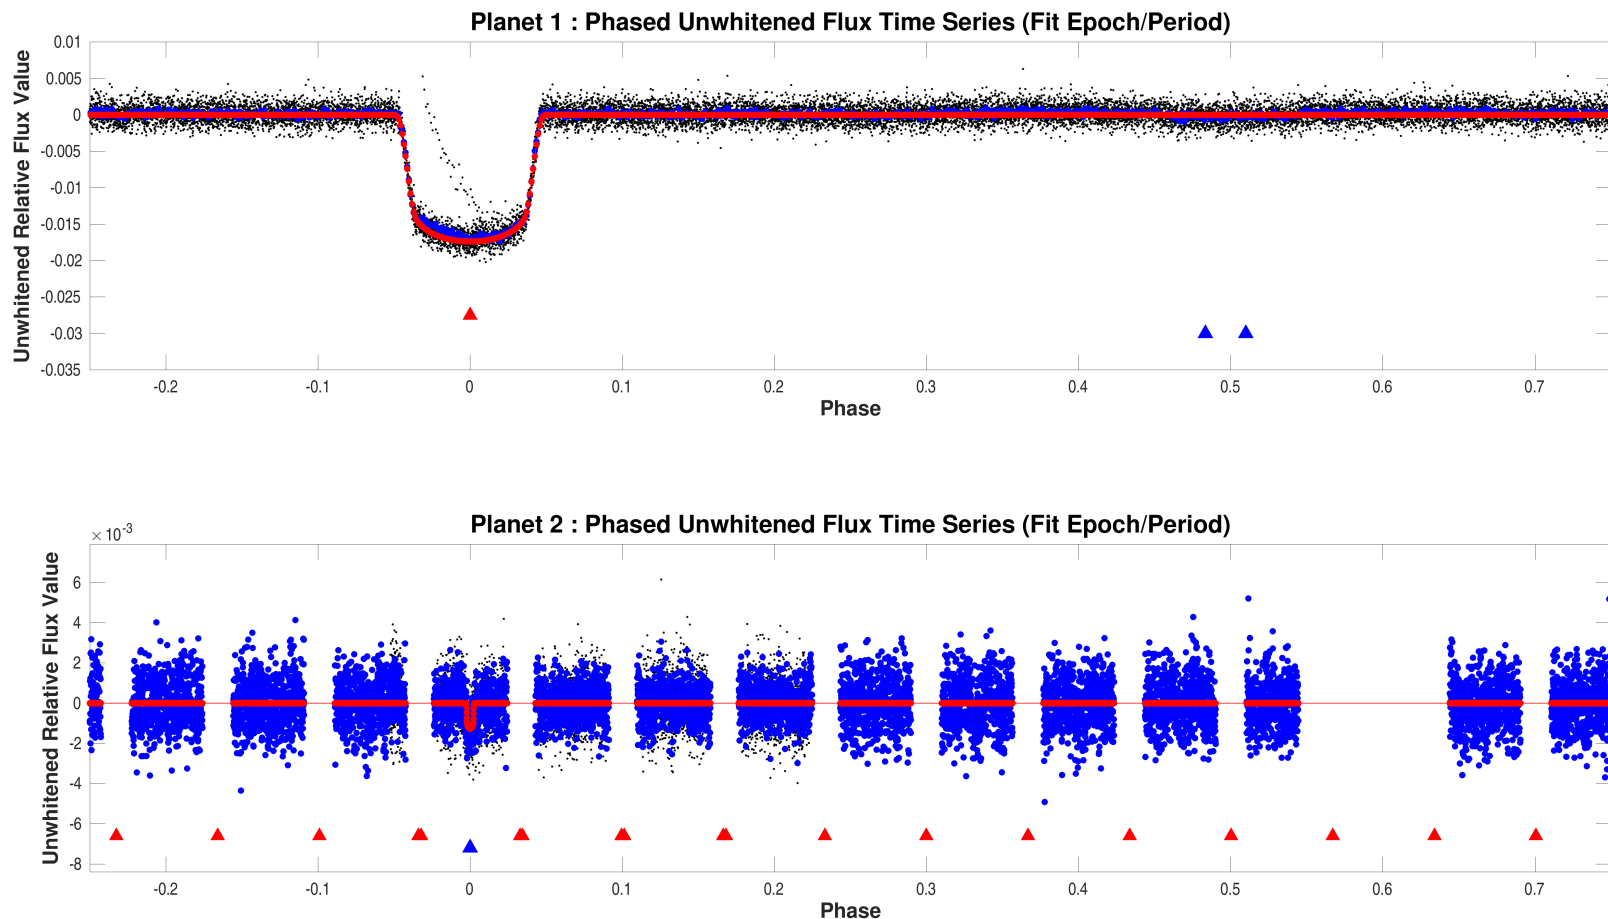 Planet 1 : Phased Unwhitened Flux Time Series (Fit Epoch/Period)
Unwhitened Relative Flux Value
0.01
0.005
0
-0.005
-0.01
-0.015
-0.02
-0.025
-0.03
-0.035
-0.2 -0.1 0 0.1 0.2 0.3 0.4 0.5 0.6 0.7
Phase
Planet 2 : Phased Unwhitened Flux Time Series (Fit Epoch/Period)
× 10-3
Unwhitened Relative Flux Value
6
4
2
0
-2
-4
-6
-8
-0.2 -0.1 0 0.1 0.2 0.3 0.4 0.5 0.6 0.7
Phase